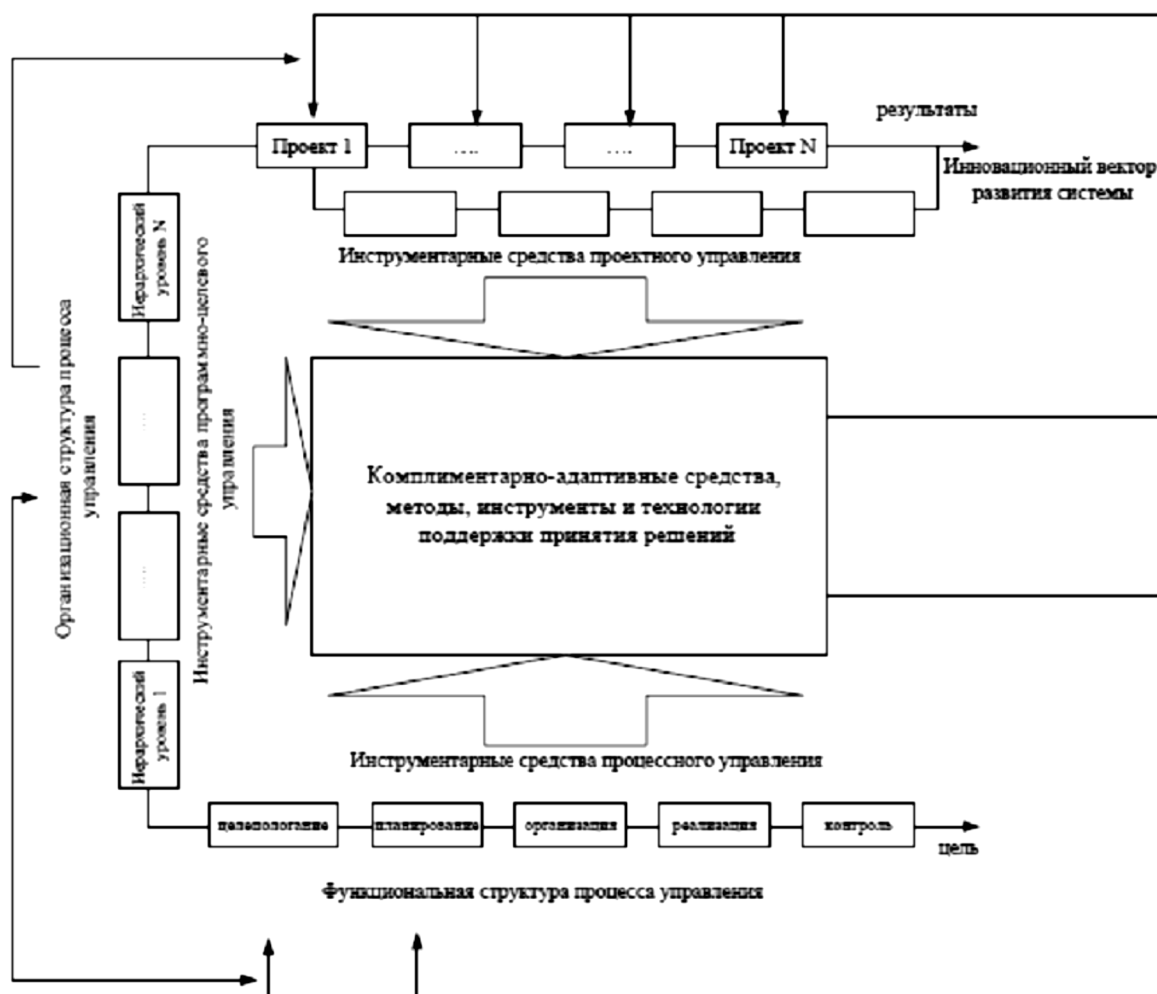 результаты
Проект 1
.....
.....
Проект N
Инновационный вектор
развития системы
Инструментарные средства проектного управления
Иерархический
уровень N
......
......
Иерархический
уровень 1
Организационная структура процесса
управления
Инструментарные средства программно-целевого
управления
Комплиментарно-адаптивные средства,
методы, инструменты и технологии
поддержки принятия решений
Инструментарные средства процессного управления
целепологание
планирование
организация
реализация
контроль
цель
Функциональная структура процесса управления